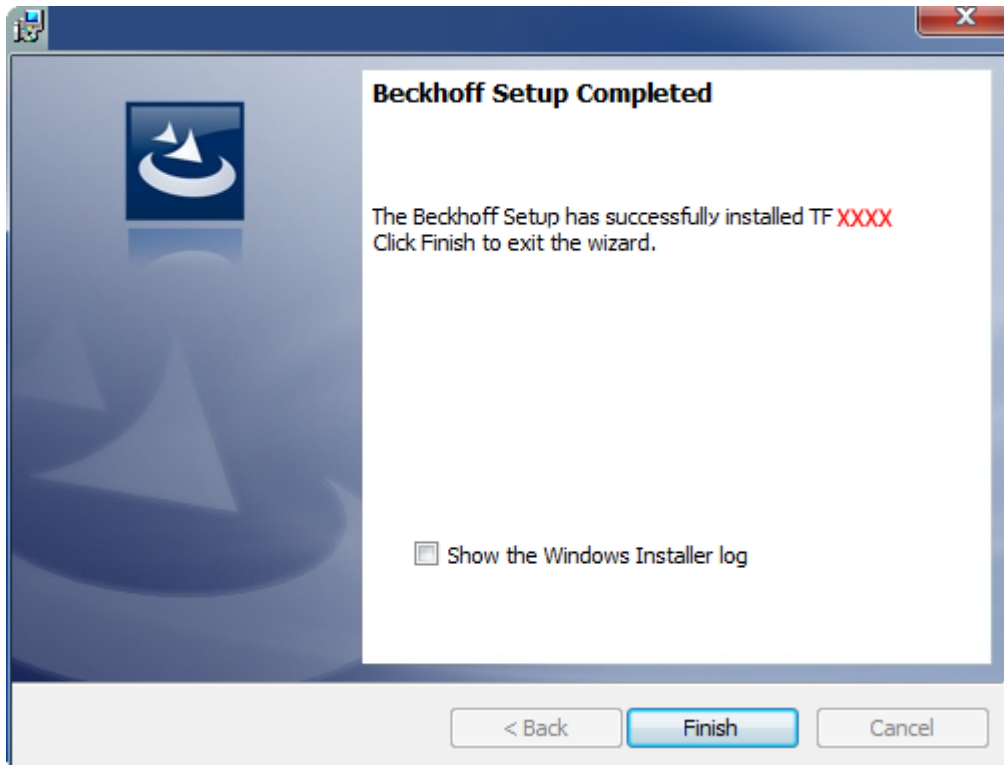 Beckhoff Setup Completed
The Beckhoff Setup has successfully installed TF XXXX
Click Finish to exit the wizard.
Show the Windows Installer log
< Back
Finish
Cancel